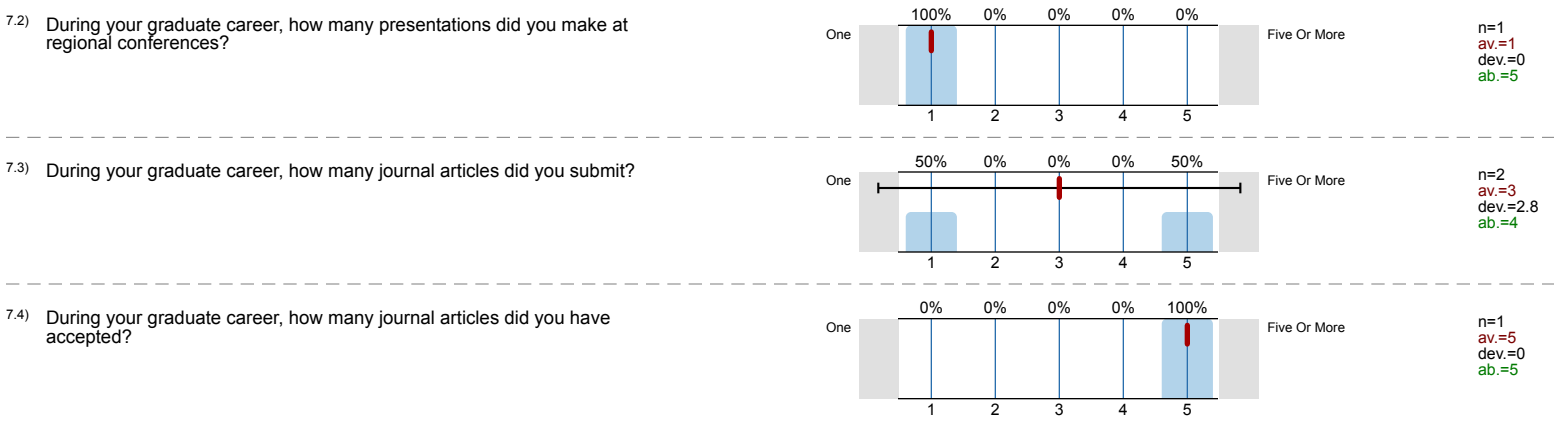 7.2) During your graduate career, how many presentations did you make at
regional conferences?
100% 0% 0% 0% 0%
One
Five Or More
1 2 3 4 5
n=1
av.=1
dev.=0
ab.=5
7.3) During your graduate career, how many journal articles did you submit?
50% 0% 0% 0% 50%
One
Five Or More
1 2 3 4 5
n=2
av.=3
dev.=2.8
ab.=4
7.4) During your graduate career, how many journal articles did you have
accepted?
0% 0% 0% 0% 100%
One
Five Or More
1 2 3 4 5
n=1
av.=5
dev.=0
ab.=5